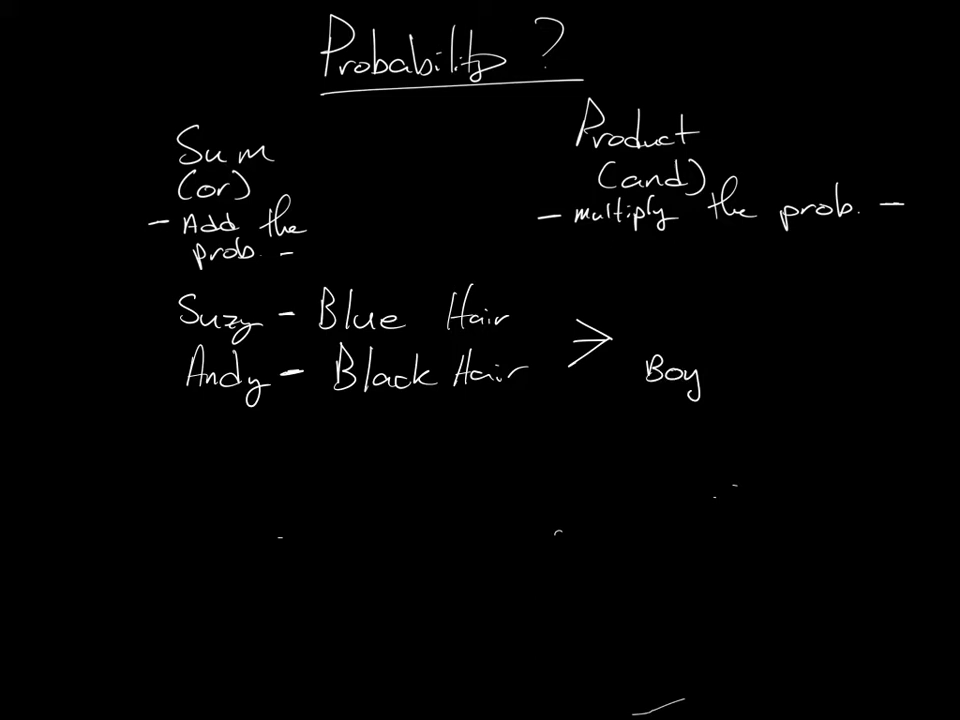 Probability ?
Sum
(or)
- Add the
prob. -
Product
(and)
- multiply the prob. -
Suzy - Blue Hair
Andy - Black Hair
>
Boy